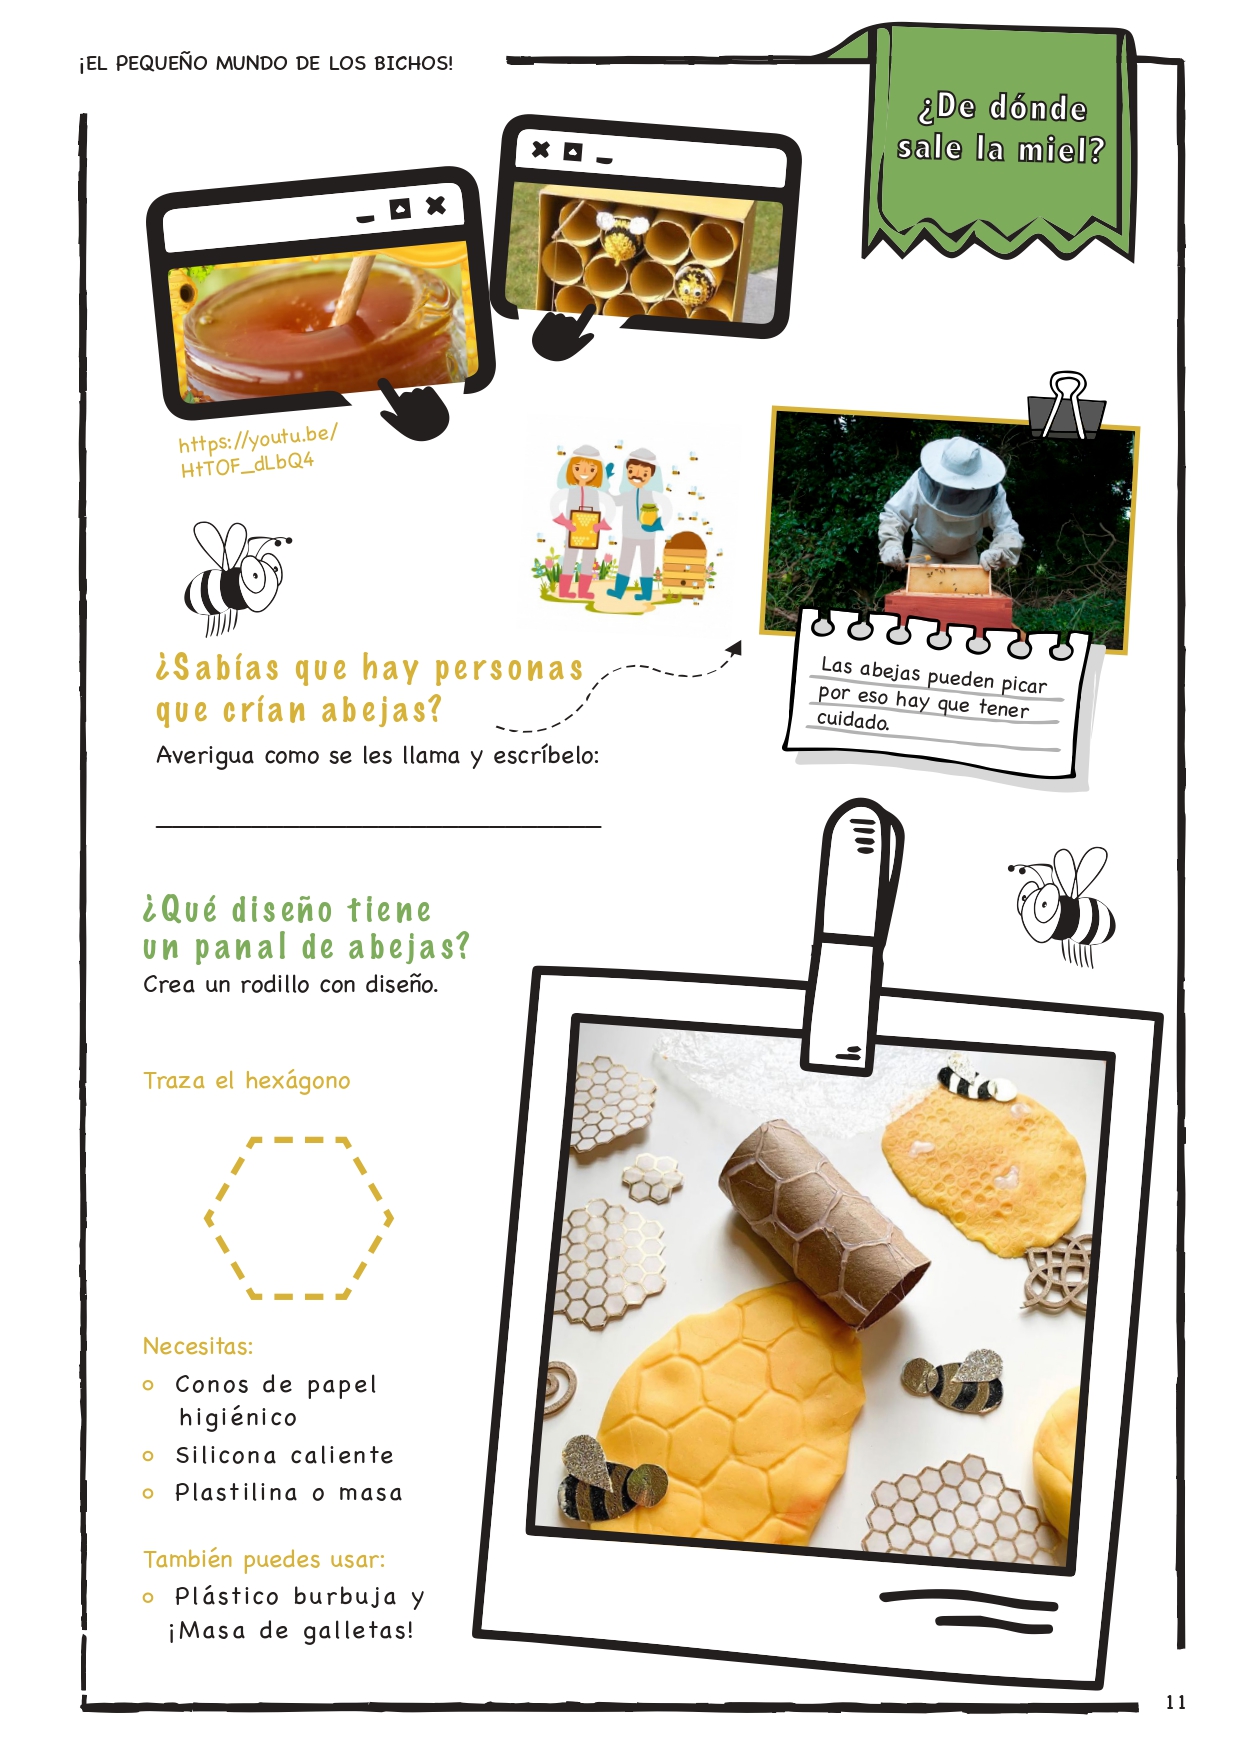 ¡EL PEQUEÑO MUNDO DE LOS BICHOS!
¿De dónde
sale la miel?
https://youtu.be/
HtTOF_dLbQ4
¿Sabías que hay personas
que crían abejas?
Averigua como se les llama y escríbelo:
Las abejas pueden picar
por eso hay que tener
cuidado.
¿Qué diseño tiene
un panal de abejas?
Crea un rodillo con diseño.
Traza el hexágono
Necesitas:
Conos de papel
higiénico
Silicona caliente
Plastilina o masa
También puedes usar:
Plástico burbuja y
¡Masa de galletas!
11